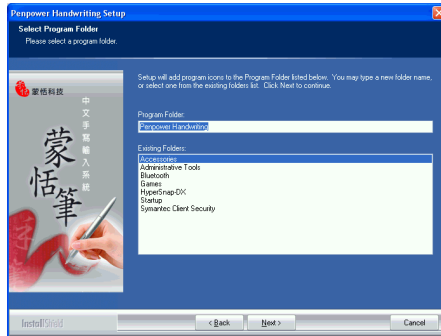 Penpower Handwriting Setup
Select Program Folder
Please select a program folder.
Setup will add program icons to the Program Folder listed below. You may type a new folder name,
or select one from the existing folders list. Click Next to continue.
蒙恬科技
中文手寫輸入系統
蒙恬筆
Program Folder:
Penpower Handwriting
Existing Folders:
Accessories
Administrative Tools
Bluetooth
Games
HyperSnap-DX
Startup
Symantec Client Security
InstallShield
< Back
Next >
Cancel